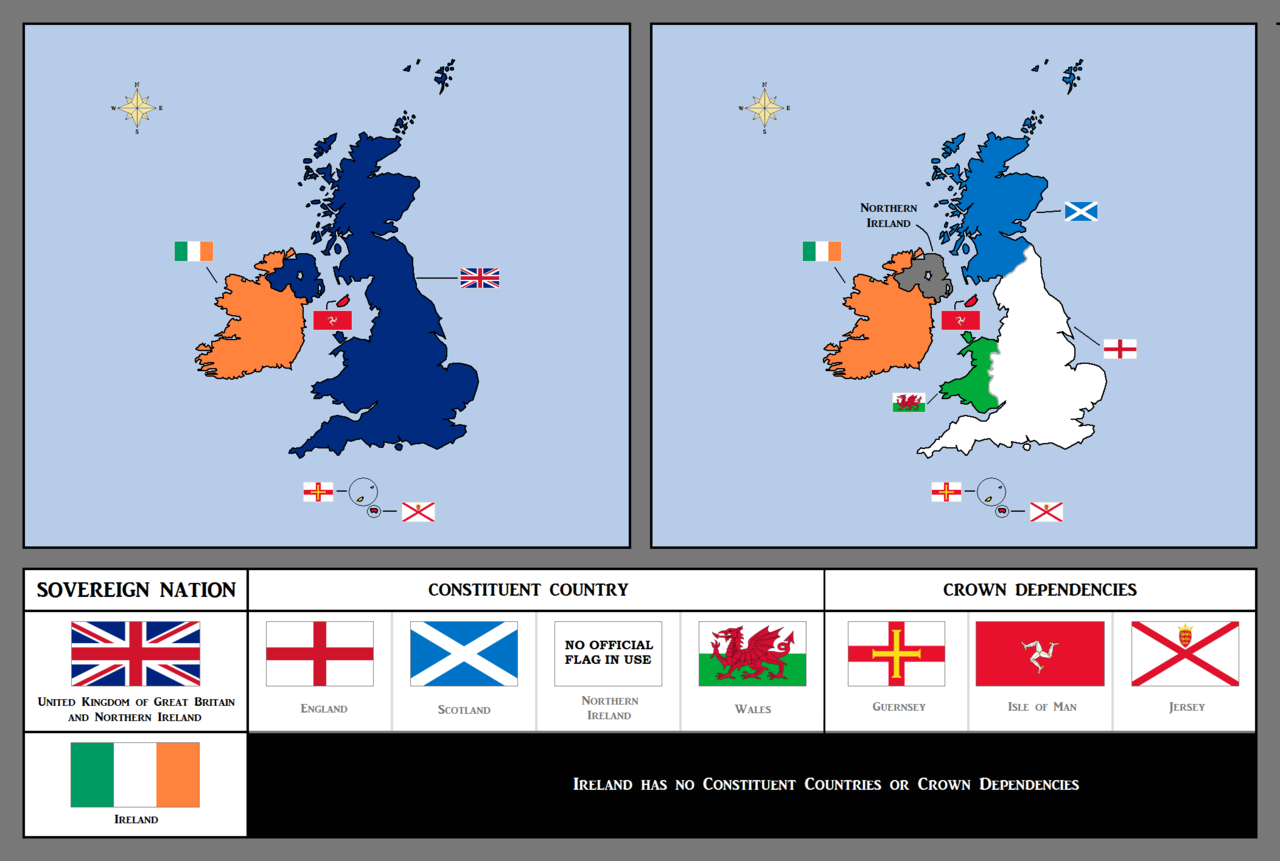 N
W E
S
N
W E
S
Northern
Ireland
SOVEREIGN NATION
CONSTITUENT COUNTRY
CROWN DEPENDENCIES
NO OFFICIAL
FLAG IN USE
United Kingdom of Great Britain
and Northern Ireland
England
Scotland
Northern
Ireland
Wales
Guernsey
Isle of Man
Jersey
Ireland has no Constituent Countries or Crown Dependencies
Ireland